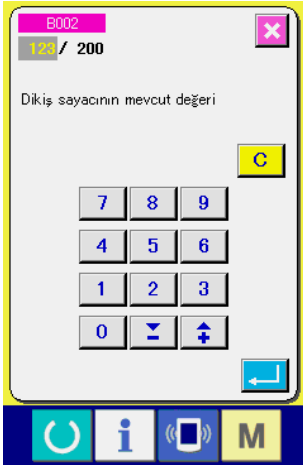 B002
123/ 200
Dikiş sayacının mevcut değeri
C
7 8 9
4 5 6
1 2 3
0
i M